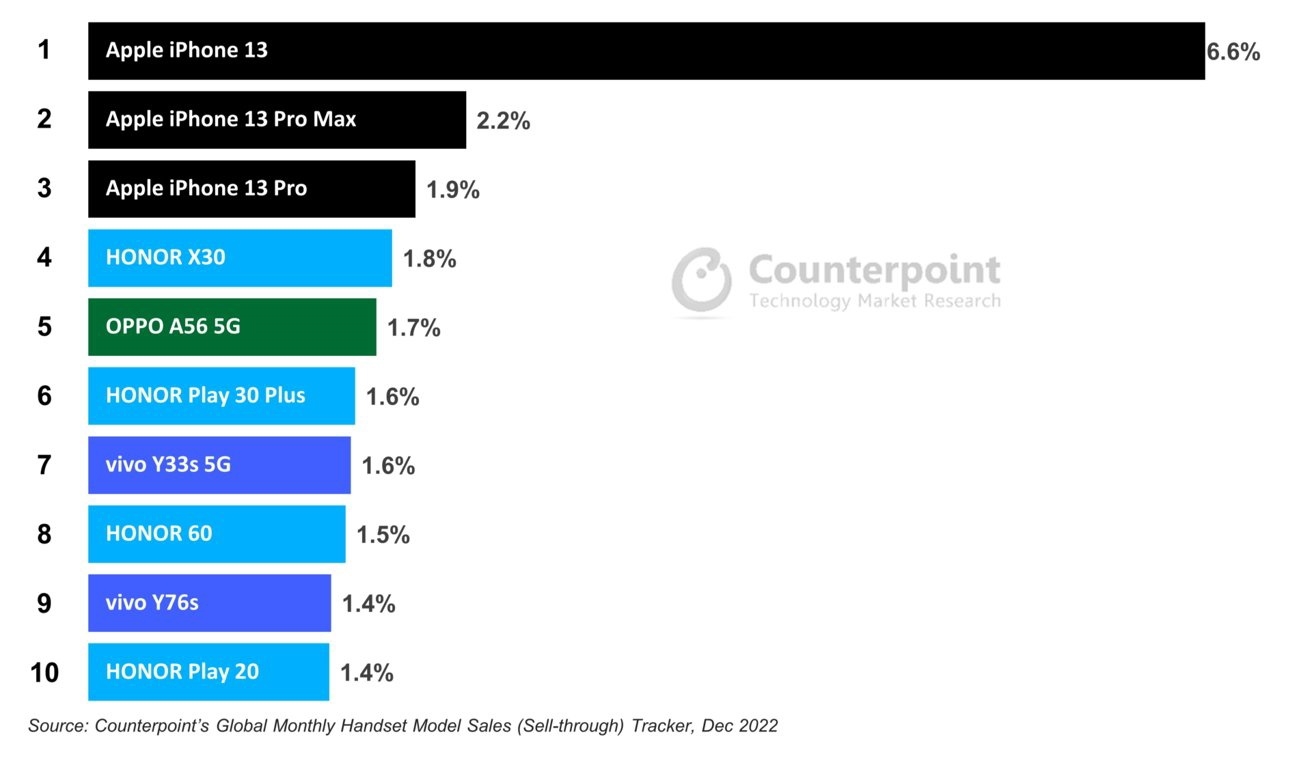 1 Apple iPhone 13 6.6%
2 Apple iPhone 13 Pro Max 2.2%
3 Apple iPhone 13 Pro 1.9%
4 HONOR X30 1.8%
Counterpoint
Technology Market Research
5 OPPO A56 5G 1.7%
6 HONOR Play 30 Plus 1.6%
7 vivo Y33s 5G 1.6%
8 HONOR 60 1.5%
9 vivo Y76s 1.4%
10 HONOR Play 20 1.4%
Source: Counterpoint’s Global Monthly Handset Model Sales (Sell-through) Tracker, Dec 2022